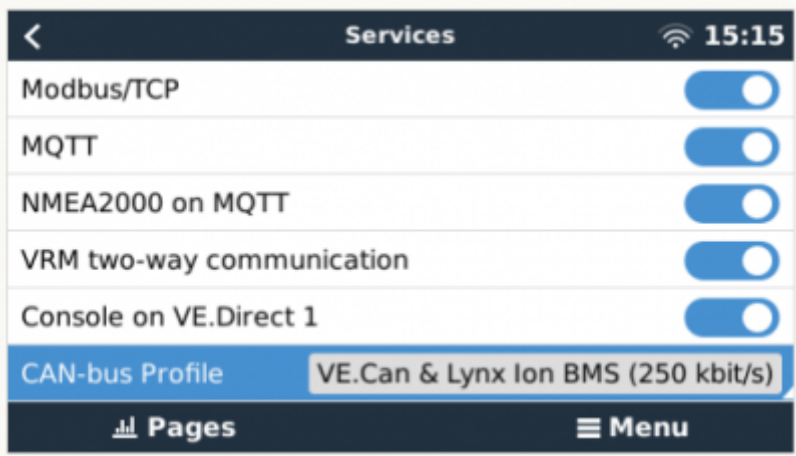 Services 15:15
Modbus/TCP
MQTT
NMEA2000 on MQTT
VRM two-way communication
Console on VE.Direct 1
CAN-bus Profile VE.Can & Lynx Ion BMS (250 kbit/s)
Pages Menu